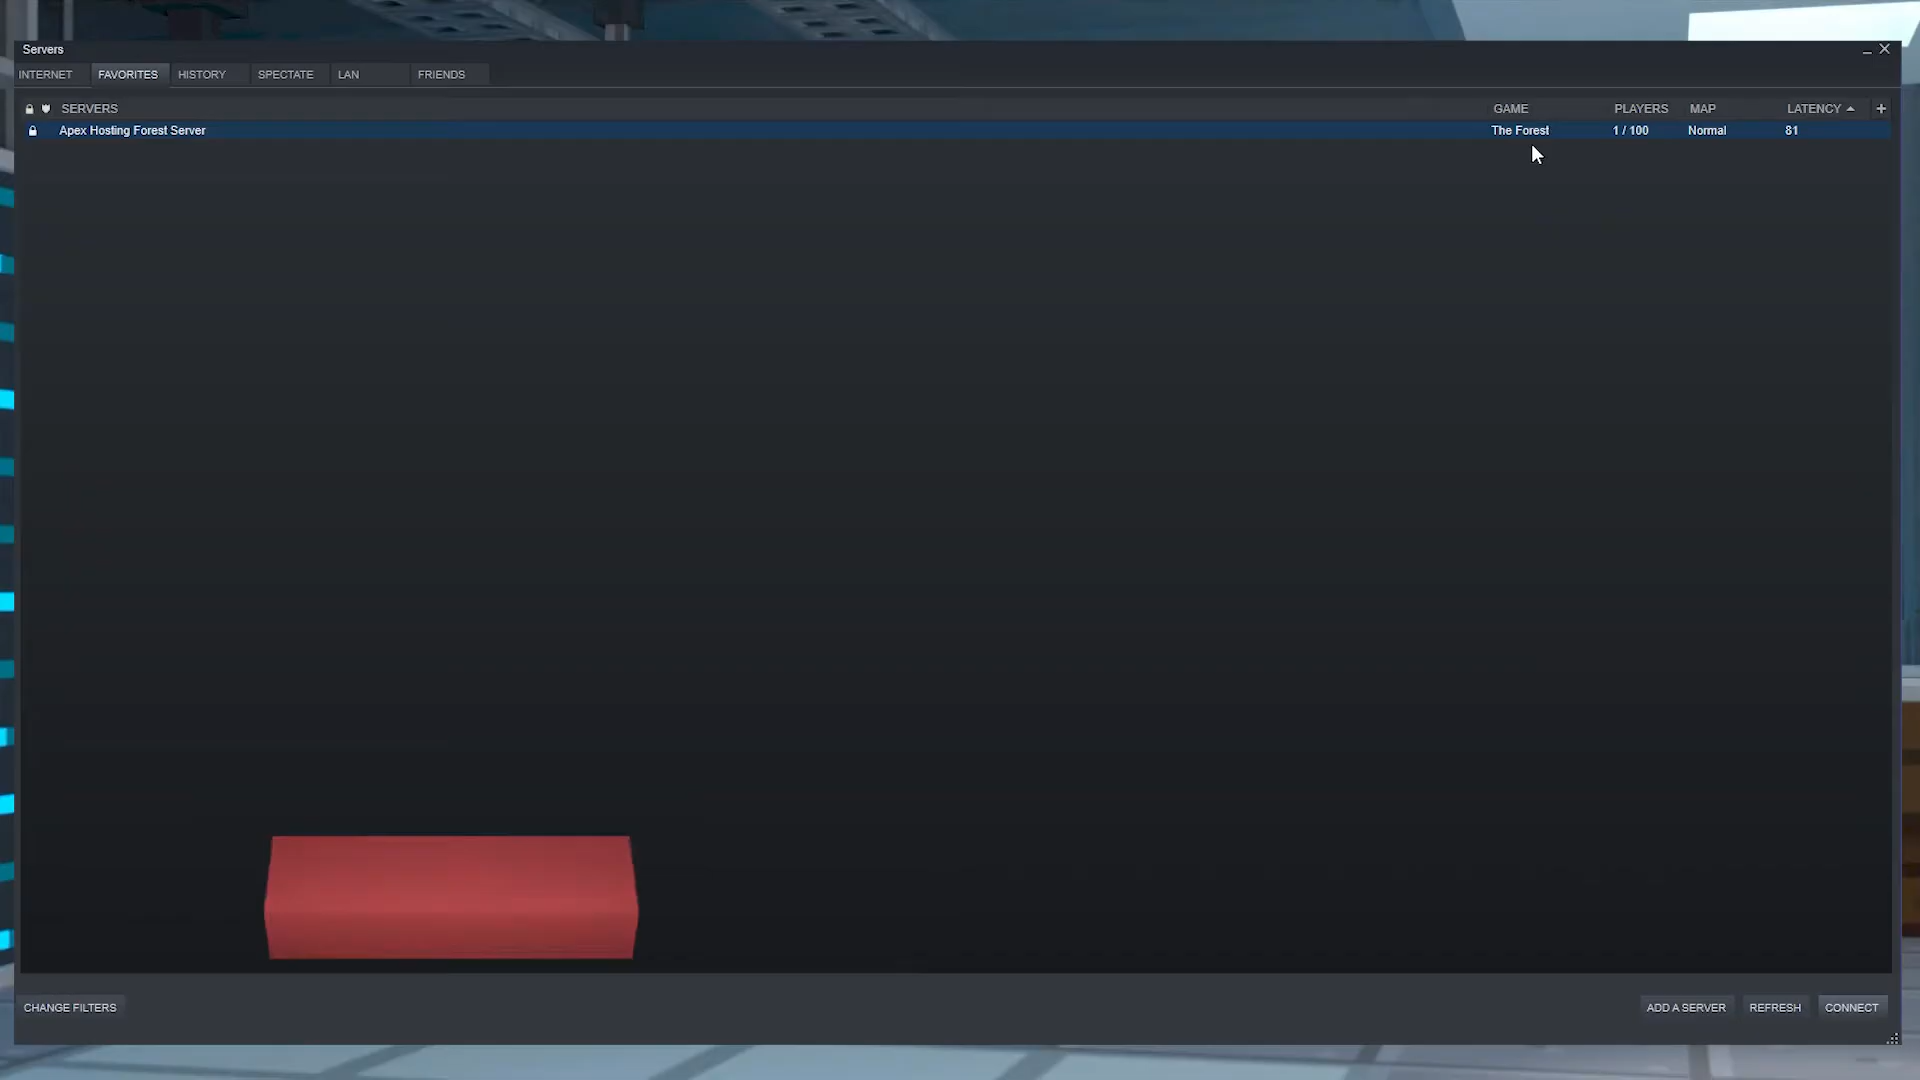 Servers
INTERNET FAVORITES HISTORY SPECTATE LAN FRIENDS
SERVERS GAME PLAYERS MAP LATENCY
Apex Hosting Forest Server The Forest 1 / 100 Normal 81
CHANGE FILTERS ADD A SERVER REFRESH CONNECT